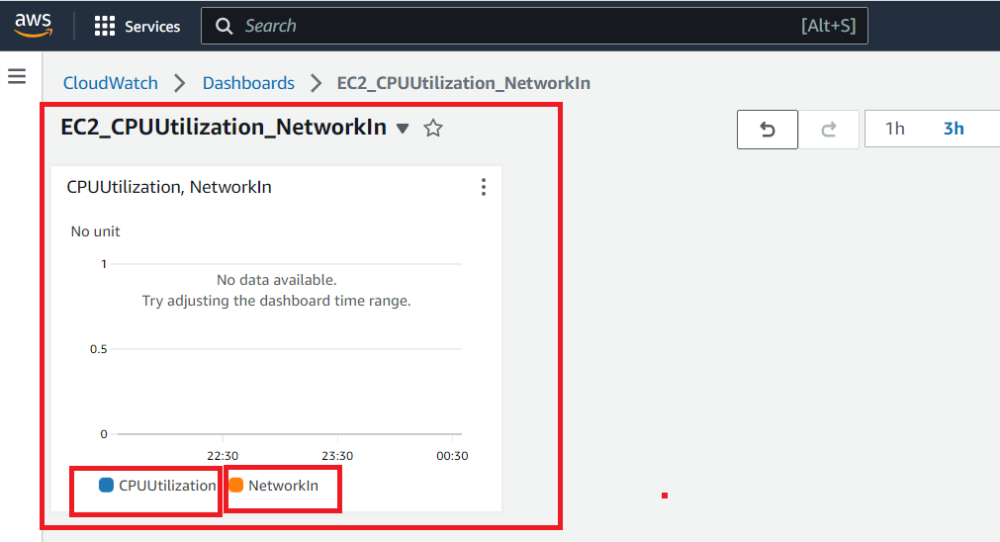 aws
Services
Search
[Alt+S]
CloudWatch
Dashboards
EC2_CPUUtilization_NetworkIn
EC2_CPUUtilization_NetworkIn
1h
3h
CPUUtilization, NetworkIn
No unit
1
No data available.
Try adjusting the dashboard time range.
0.5
0
22:30
23:30
00:30
CPUUtilization
NetworkIn